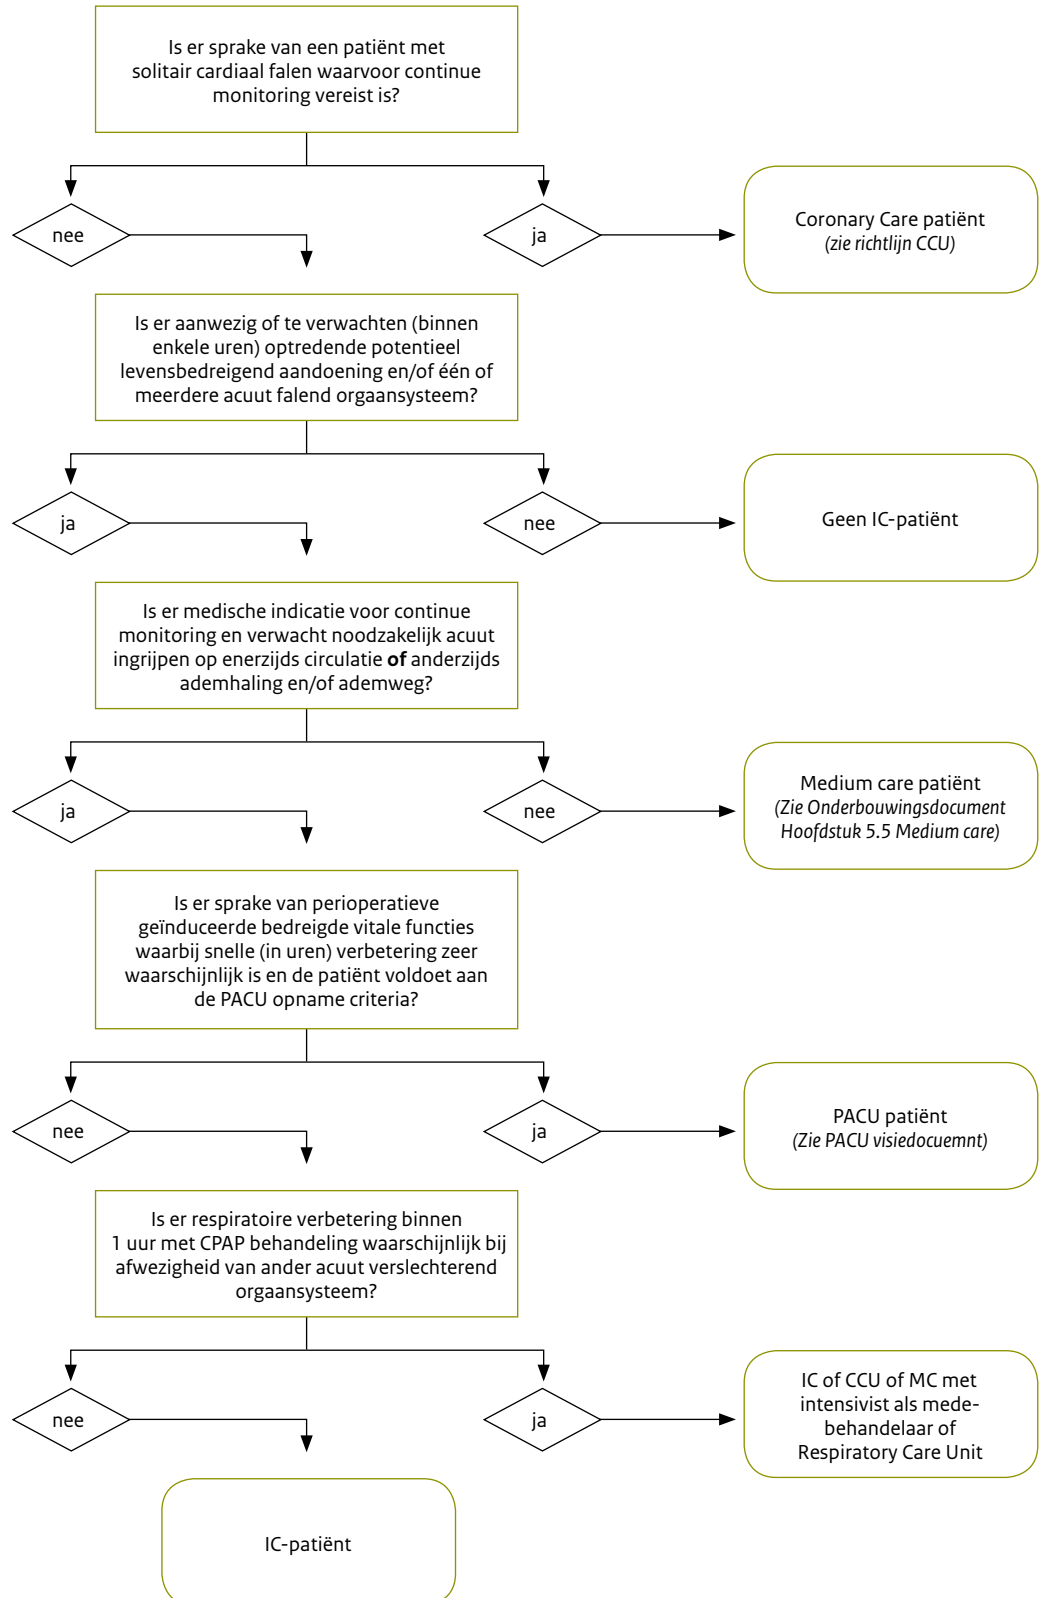 Is er sprake van een patiënt met
solitair cardiaal falen waarvoor continue
monitoring vereist is?
nee
ja
Coronary Care patiënt
(zie richtlijn CCU)
Is er aanwezig of te verwachten (binnen
enkele uren) optredende potentieel
levensbedreigend aandoening en/of één of
meerdere acuut falend orgaansysteem?
ja
nee
Geen IC-patiënt
Is er medische indicatie voor continue
monitoring en verwacht noodzakelijk acuut
ingrijpen op enerzijds circulatie of anderzijds
ademhaling en/of ademweg?
ja
nee
Medium care patiënt
(Zie Onderbouwingsdocument
Hoofdstuk 5.5 Medium care)
Is er sprake van perioperatieve
geïnduceerde bedreigde vitale functies
waarbij snelle (in uren) verbetering zeer
waarschijnlijk is en de patiënt voldoet aan
de PACU opname criteria?
nee
ja
PACU patiënt
(Zie PACU visiedocuemnt)
Is er respiratoire verbetering binnen
1 uur met CPAP behandeling waarschijnlijk bij
afwezigheid van ander acuut verslechterend
orgaansysteem?
nee
ja
IC of CCU of MC met
intensivist als mede-
behandelaar of
Respiratory Care Unit
IC-patiënt